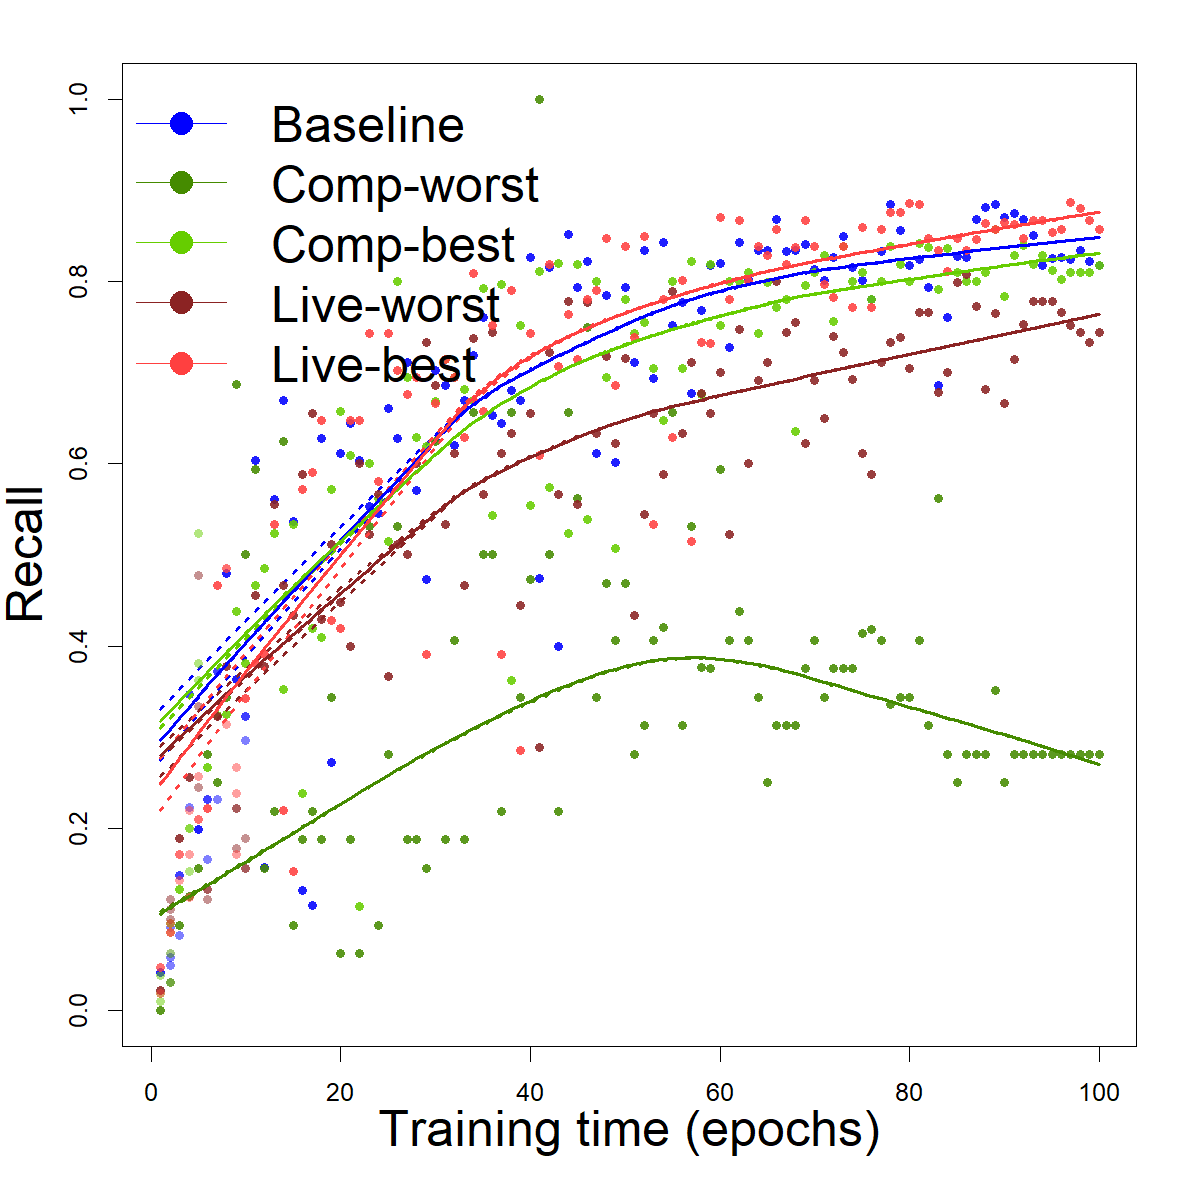 Baseline
Comp-worst
Comp-best
Live-worst
Live-best
1.0
0.8
0.6
0.4
0.2
0.0
Recall
0 20 40 60 80 100
Training time (epochs)